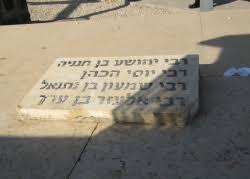 רבי יהושע בן חנניה
רבי יוסי הכהן
רבי שמעון בן נתנאל
רבי אלעזר בן ערך